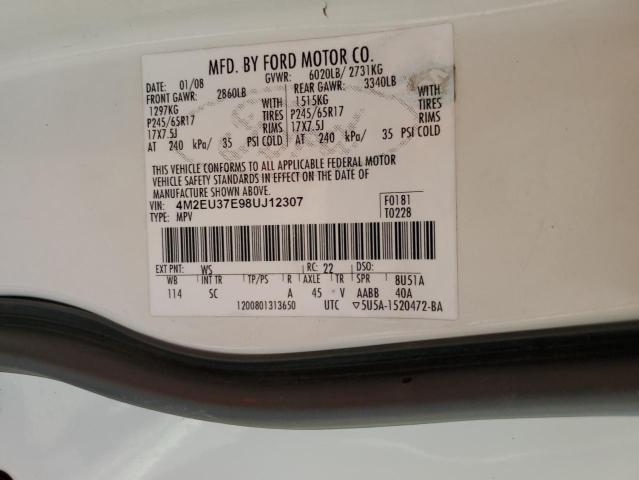 MFD. BY FORD MOTOR CO.
DATE: 01/08 GVWR: 6020LB/ 2731KG
FRONT GAWR: 2860LB REAR GAWR: 3340LB
1297KG WITH 1515KG WITH
P245/65R17 TIRES P245/65R17 TIRES
17X7.5J RIMS 17X7.5J RIMS
AT 240 kPa/ 35 PSI COLD AT 240 kPa/ 35 PSI COLD
THIS VEHICLE CONFORMS TO ALL APPLICABLE FEDERAL MOTOR
VEHICLE SAFETY STANDARDS IN EFFECT ON THE DATE OF
MANUFACTURE SHOWN ABOVE.
VIN: 4M2EU37E98UJ12307 F0181
TYPE: MPV T0228
EXT PNT: WS RC: 22 DSO:
WB INT TR TP/PS R AXLE TR SPR 8U51A
114 SC A 45 V AABB 40A
1200801313650 UTC ▽5U5A-1520472-BA